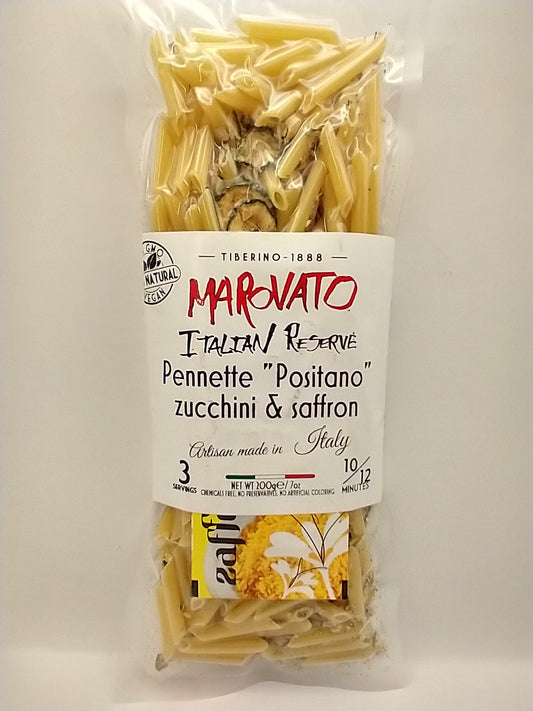 TIBERINO-1888
MAROVATO
ITALIAN RESERVE
Pennette "Positano"
zucchini & saffron
Artisan made in Italy
3
SERVINGS
10/12
MINUTES
NET WT 200g℮/7oz
CHEMICALS FREE, NO PRESERVATIVES, NO ARTIFICIAL COLORING
GMO
NATURAL
VEGAN
zaff